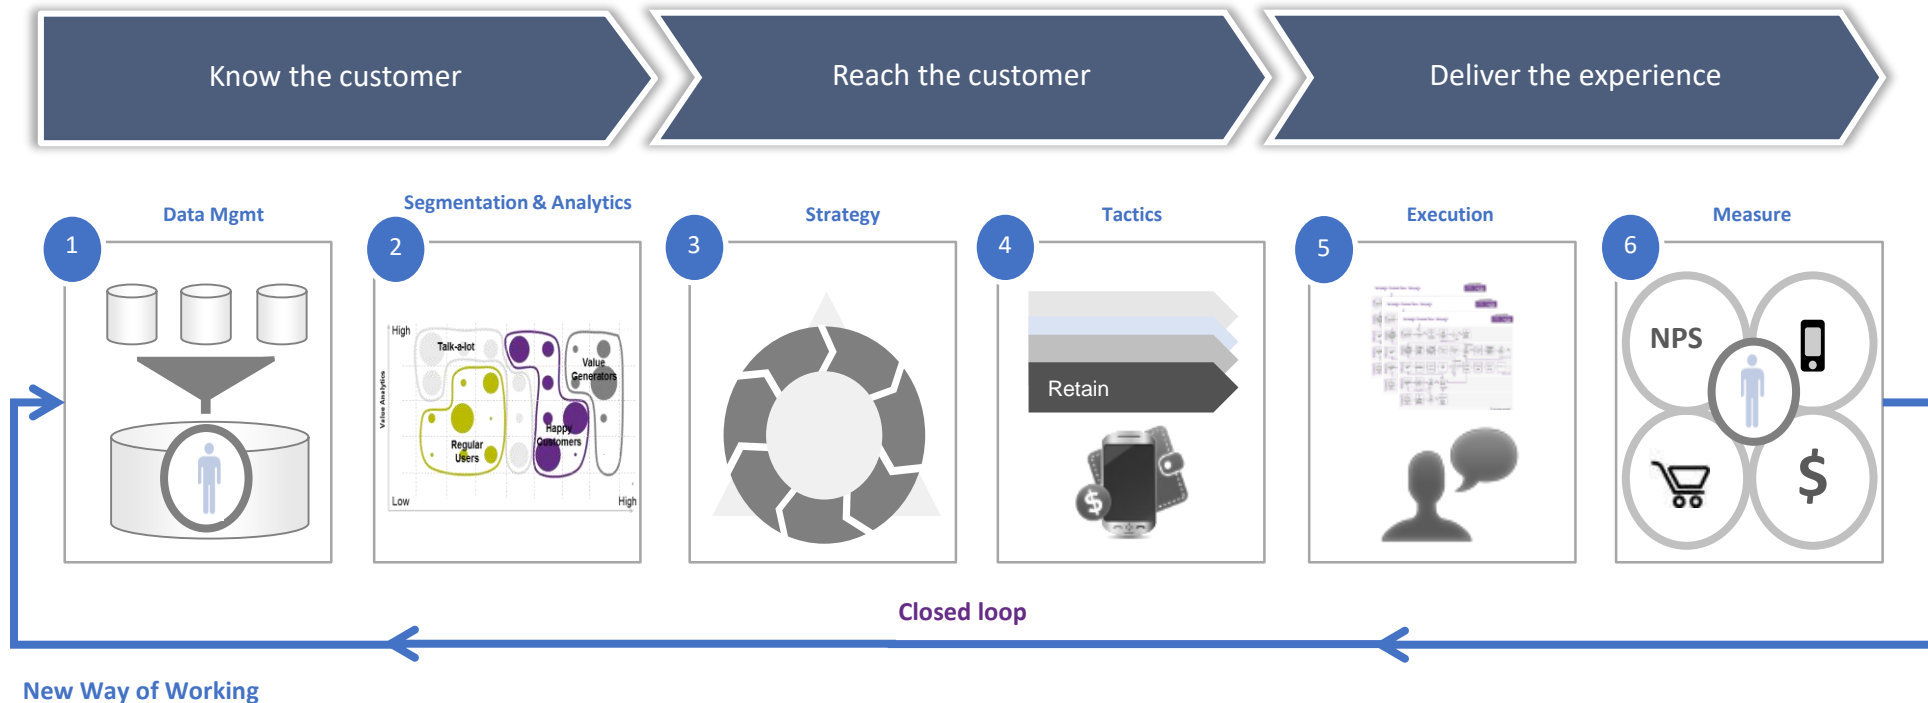 Know the customer
Reach the customer
Deliver the experience
Data Mgmt
Segmentation & Analytics
Strategy
Tactics
Execution
Measure
1
2
3
4
5
6
High
Talk-a-lot
Value
Generators
Value Analytics
Happy
Customers
Regular
Users
Low
High
Retain
$
NPS
$
Closed loop
New Way of Working